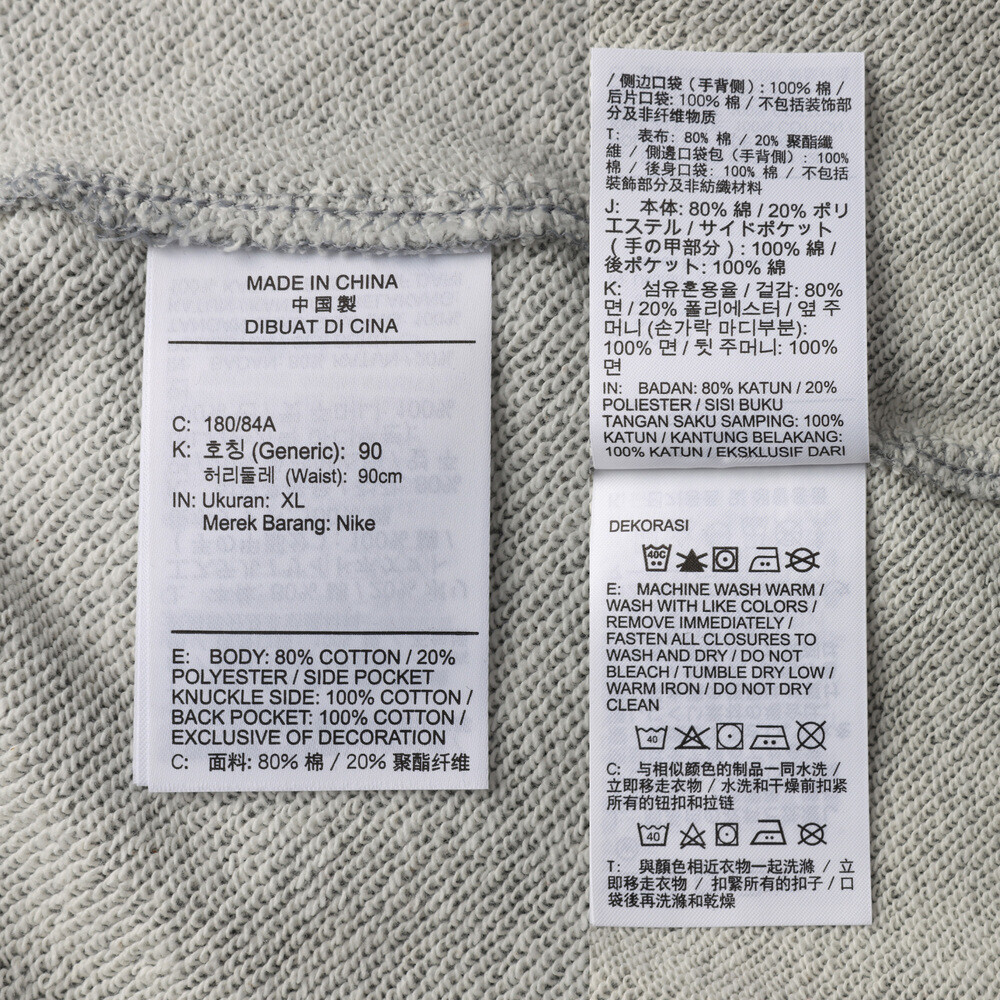 MADE IN CHINA
中国製
DIBUAT DI CINA
C: 180/84A
K: 호칭 (Generic): 90
허리둘레 (Waist): 90cm
IN: Ukuran: XL
Merek Barang: Nike
E: BODY: 80% COTTON / 20%
POLYESTER / SIDE POCKET
KNUCKLE SIDE: 100% COTTON /
BACK POCKET: 100% COTTON /
EXCLUSIVE OF DECORATION
C: 面料: 80% 棉 / 20% 聚酯纤维
/ 侧边口袋 (手背侧) : 100% 棉 /
后片口袋: 100% 棉 / 不包括装饰部
分及非纤维物质
T: 表布: 80% 棉 / 20% 聚酯纖
維 / 側邊口袋包 (手背側) : 100%
棉 / 後身口袋: 100% 棉 / 不包括
裝飾部分及非紡織材料
J: 本体: 80% 綿 / 20% ポリ
エステル / サイドポケット
( 手の甲部分 ) : 100% 綿 /
後ポケット: 100% 綿
K: 섬유혼용율 / 겉감: 80%
면 / 20% 폴리에스터 / 옆 주
머니 (손가락 마디부분):
100% 면 / 뒷 주머니: 100%
면
IN: BADAN: 80% KATUN / 20%
POLIESTER / SISI BUKU
TANGAN SAKU SAMPING: 100%
KATUN / KANTUNG BELAKANG:
100% KATUN / EKSKLUSIF DARI
DEKORASI
40C
E: MACHINE WASH WARM /
WASH WITH LIKE COLORS /
REMOVE IMMEDIATELY /
FASTEN ALL CLOSURES TO
WASH AND DRY / DO NOT
BLEACH / TUMBLE DRY LOW /
WARM IRON / DO NOT DRY
CLEAN
40
C: 与相似颜色的制品一同水洗 /
立即移走衣物 / 水洗和干燥前扣紧
所有的钮扣和拉链
40
T: 與顏色相近衣物一起洗滌 / 立
即移走衣物 / 扣緊所有的扣子 / 口
袋後再洗滌和乾燥